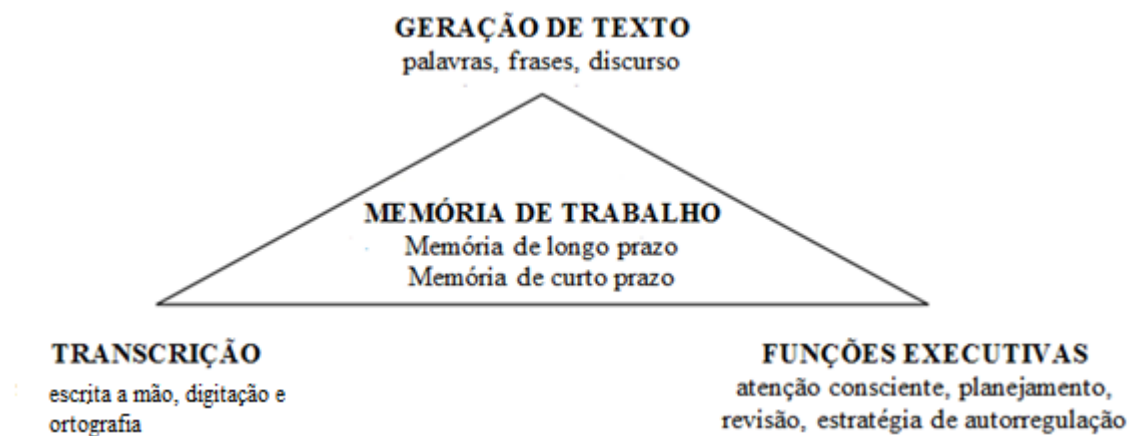 GERAÇÃO DE TEXTO
palavras, frases, discurso
MEMÓRIA DE TRABALHO
Memória de longo prazo
Memória de curto prazo
TRANSCRIÇÃO
escrita a mão, digitação e
ortografia
FUNÇÕES EXECUTIVAS
atenção consciente, planejamento,
revisão, estratégia de autorregulação